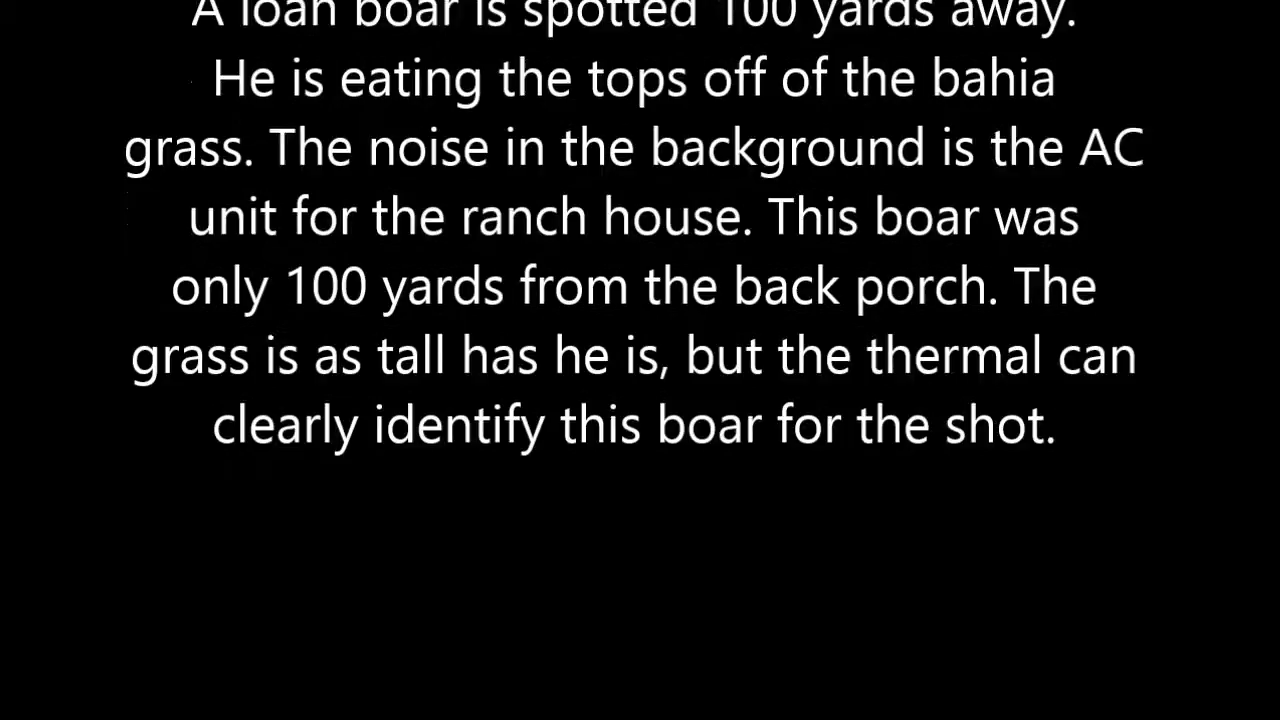 A loan boar is spotted 100 yards away.
He is eating the tops off of the bahia
grass. The noise in the background is the AC
unit for the ranch house. This boar was
only 100 yards from the back porch. The
grass is as tall has he is, but the thermal can
clearly identify this boar for the shot.